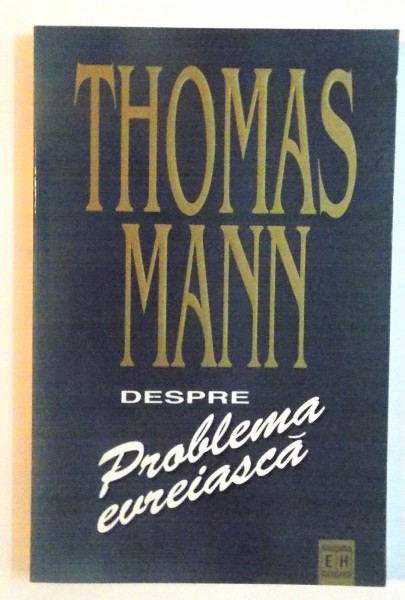 THOMAS
MANN
DESPRE
Problema
evreiască
E H